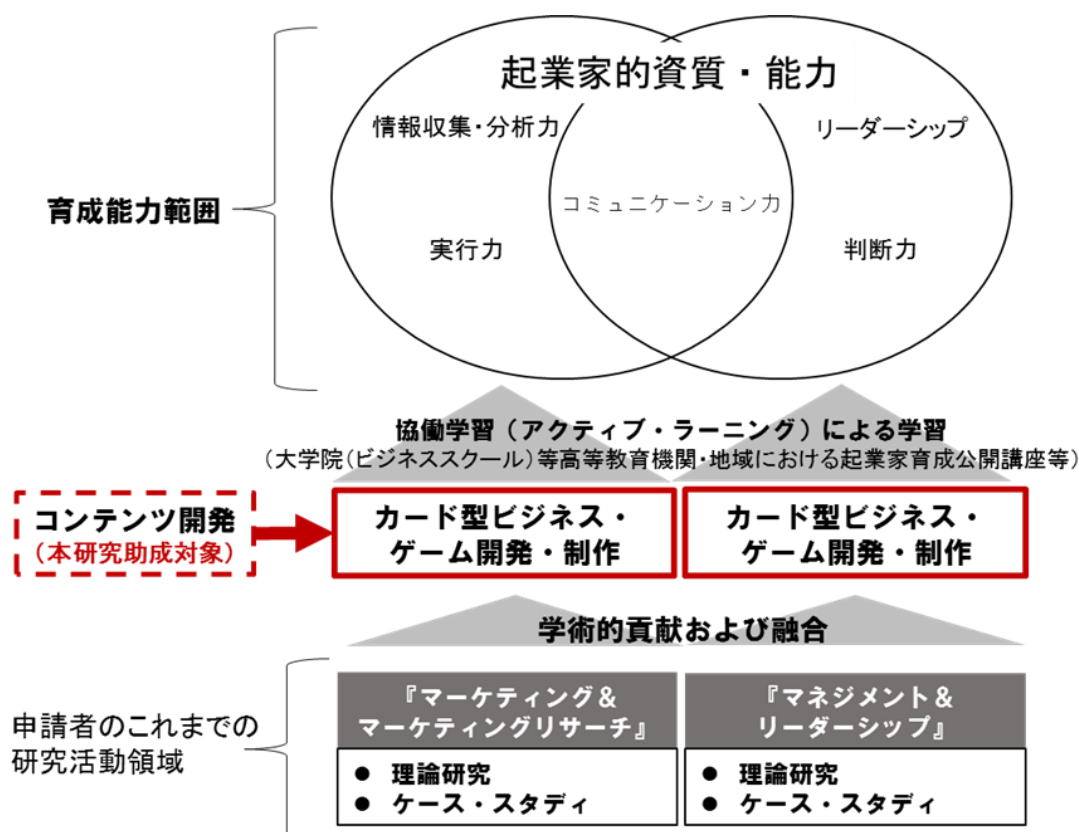 起業家的資質・能力
情報収集・分析力
リーダーシップ
コミュニケーション力
育成能力範囲
実行力
判断力
協働学習（アクティブ・ラーニング）による学習
（大学院（ビジネススクール）等高等教育機関・地域における起業家育成公開講座等）
コンテンツ開発
（本研究助成対象）
カード型ビジネス・
ゲーム開発・制作
カード型ビジネス・
ゲーム開発・制作
学術的貢献および融合
申請者のこれまでの
研究活動領域
『マーケティング＆
マーケティングリサーチ』
● 理論研究
● ケース・スタディ
『マネジメント＆
リーダーシップ』
● 理論研究
● ケース・スタディ